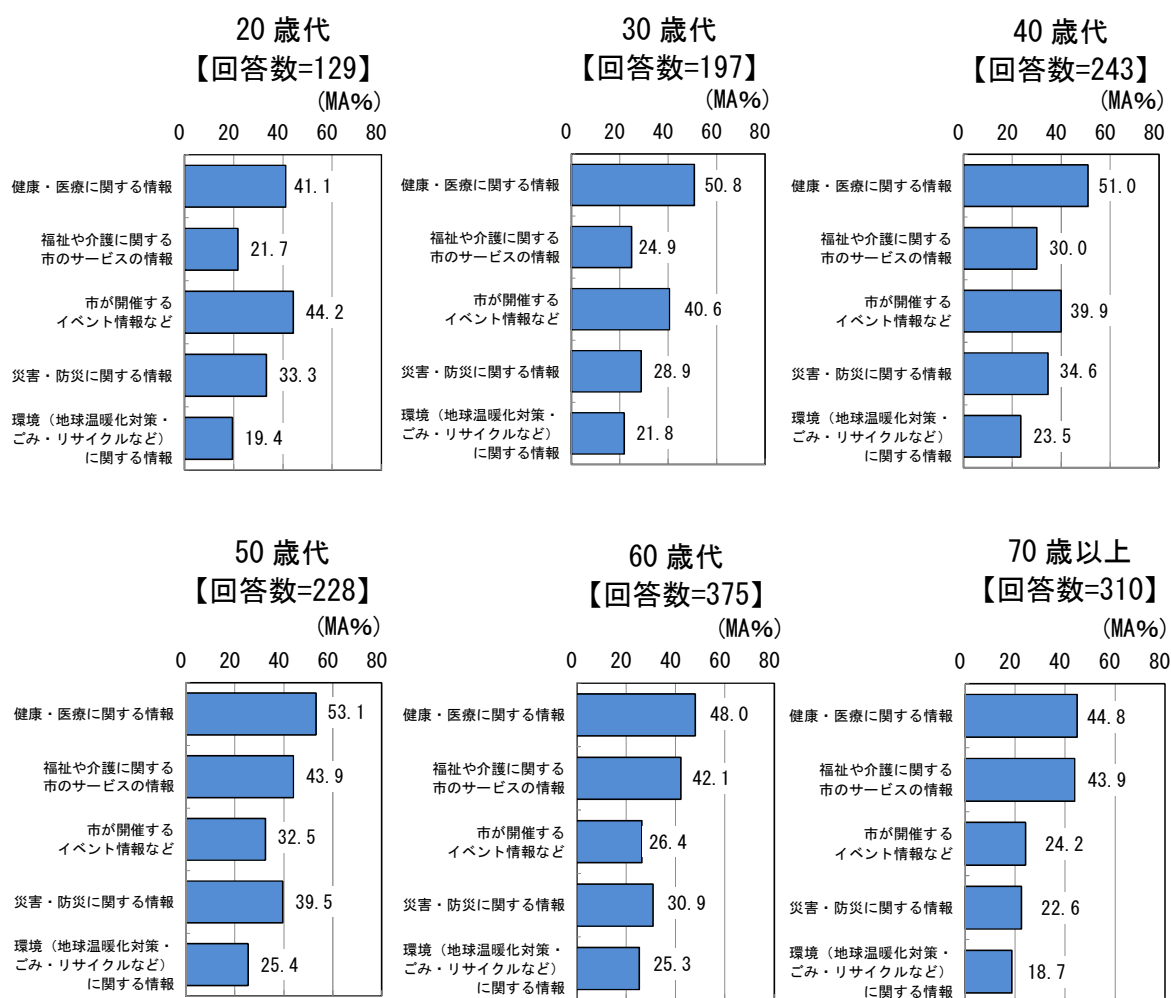 20 歳代
【回答数=129】
(MA%)
0 20 40 60 80
健康・医療に関する情報
41.1
福祉や介護に関する
市のサービスの情報
21.7
市が開催する
イベント情報など
44.2
災害・防災に関する情報
33.3
環境（地球温暖化対策・
ごみ・リサイクルなど）
に関する情報
19.4
30 歳代
【回答数=197】
(MA%)
0 20 40 60 80
健康・医療に関する情報
50.8
福祉や介護に関する
市のサービスの情報
24.9
市が開催する
イベント情報など
40.6
災害・防災に関する情報
28.9
環境（地球温暖化対策・
ごみ・リサイクルなど）
に関する情報
21.8
40 歳代
【回答数=243】
(MA%)
0 20 40 60 80
健康・医療に関する情報
51.0
福祉や介護に関する
市のサービスの情報
30.0
市が開催する
イベント情報など
39.9
災害・防災に関する情報
34.6
環境（地球温暖化対策・
ごみ・リサイクルなど）
に関する情報
23.5
50 歳代
【回答数=228】
(MA%)
0 20 40 60 80
健康・医療に関する情報
53.1
福祉や介護に関する
市のサービスの情報
43.9
市が開催する
イベント情報など
32.5
災害・防災に関する情報
39.5
環境（地球温暖化対策・
ごみ・リサイクルなど）
に関する情報
25.4
60 歳代
【回答数=375】
(MA%)
0 20 40 60 80
健康・医療に関する情報
48.0
福祉や介護に関する
市のサービスの情報
42.1
市が開催する
イベント情報など
26.4
災害・防災に関する情報
30.9
環境（地球温暖化対策・
ごみ・リサイクルなど）
に関する情報
25.3
70 歳以上
【回答数=310】
(MA%)
0 20 40 60 80
健康・医療に関する情報
44.8
福祉や介護に関する
市のサービスの情報
43.9
市が開催する
イベント情報など
24.2
災害・防災に関する情報
22.6
環境（地球温暖化対策・
ごみ・リサイクルなど）
に関する情報
18.7